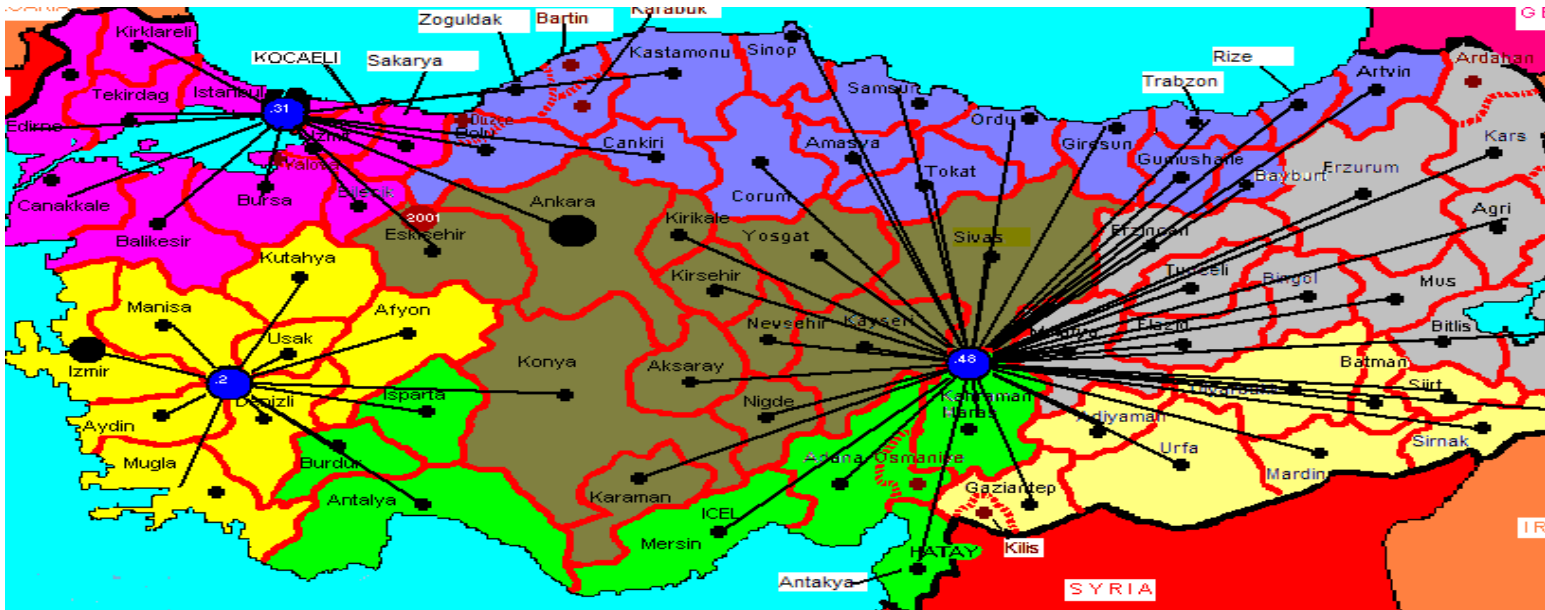 Zoguldak
Bartin
Karabuk
Kirklareli
KOCAELI
Sakarya
Kastamonu
Sinop
Rize
Trabzon
Artvin
Ardahan
G E
Tekirdag
Istanbul
.31
Edirne
Izmit
Yalova
Duzce
Bolu
Cankiri
Samsun
Amasya
Ordu
Giresun
Gumushane
Bayburt
Erzurum
Kars
Canakkale
Bursa
Bilecik
Corum
Tokat
Agri
Balikesir
2001
Eskisehir
Ankara
Kirikale
Yosgat
Sivas
Erzincan
Tunceli
Bingol
Mus
Kutahya
Kirsehir
Manisa
Afyon
Usak
Nevsehir
Kayseri
Elazig
Bitlis
Izmir
.2
Konya
Aksaray
.48
Batman
Siirt
Denizli
Isparta
Aydin
Nigde
Kahraman
Maras
Adiyaman
Urfa
Sirnak
Mugla
Burdur
Antalya
Karaman
Adana
Osmaniye
Gaziantep
Mardin
ICEL
Mersin
HATAY
Kilis
Antakya
SYRIA
I R